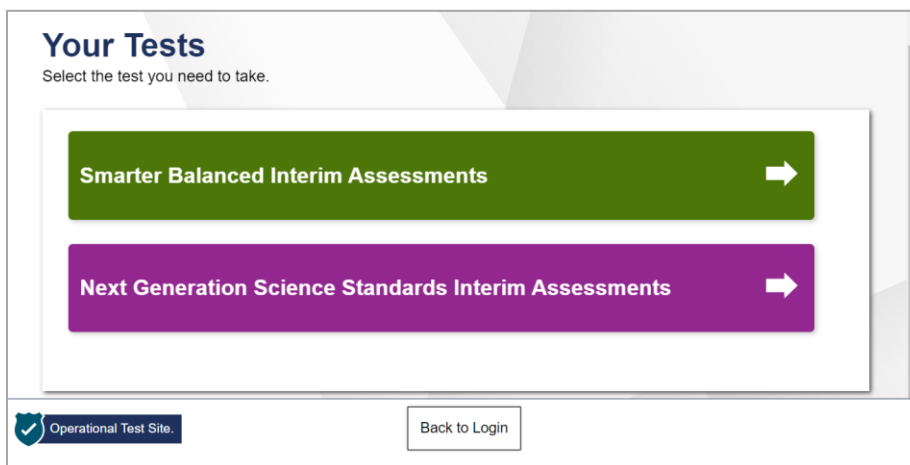 Your Tests
Select the test you need to take.
Smarter Balanced Interim Assessments
Next Generation Science Standards Interim Assessments
Operational Test Site.
Back to Login